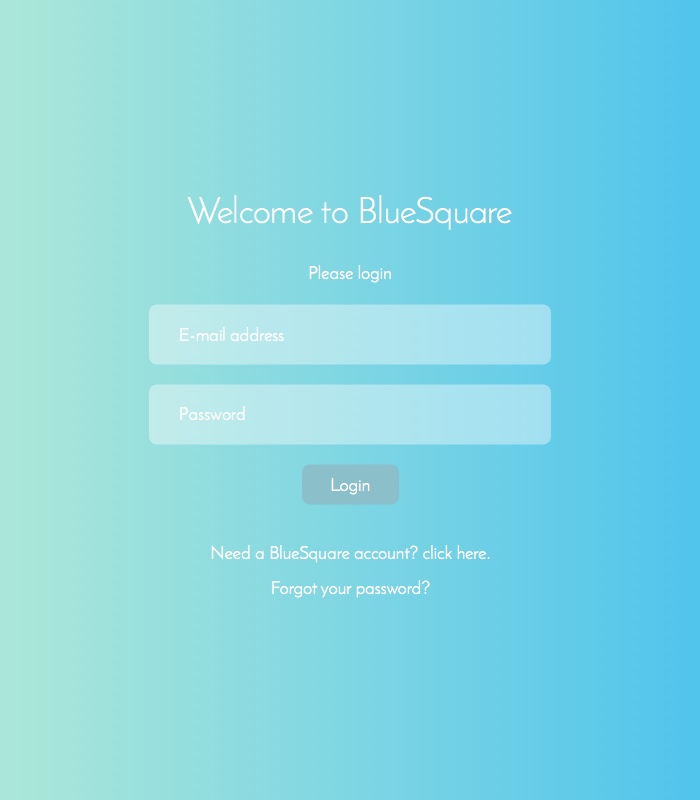 Welcome to BlueSquare
Please login
E-mail address
Password
Login
Need a BlueSquare account? click here.
Forgot your password?